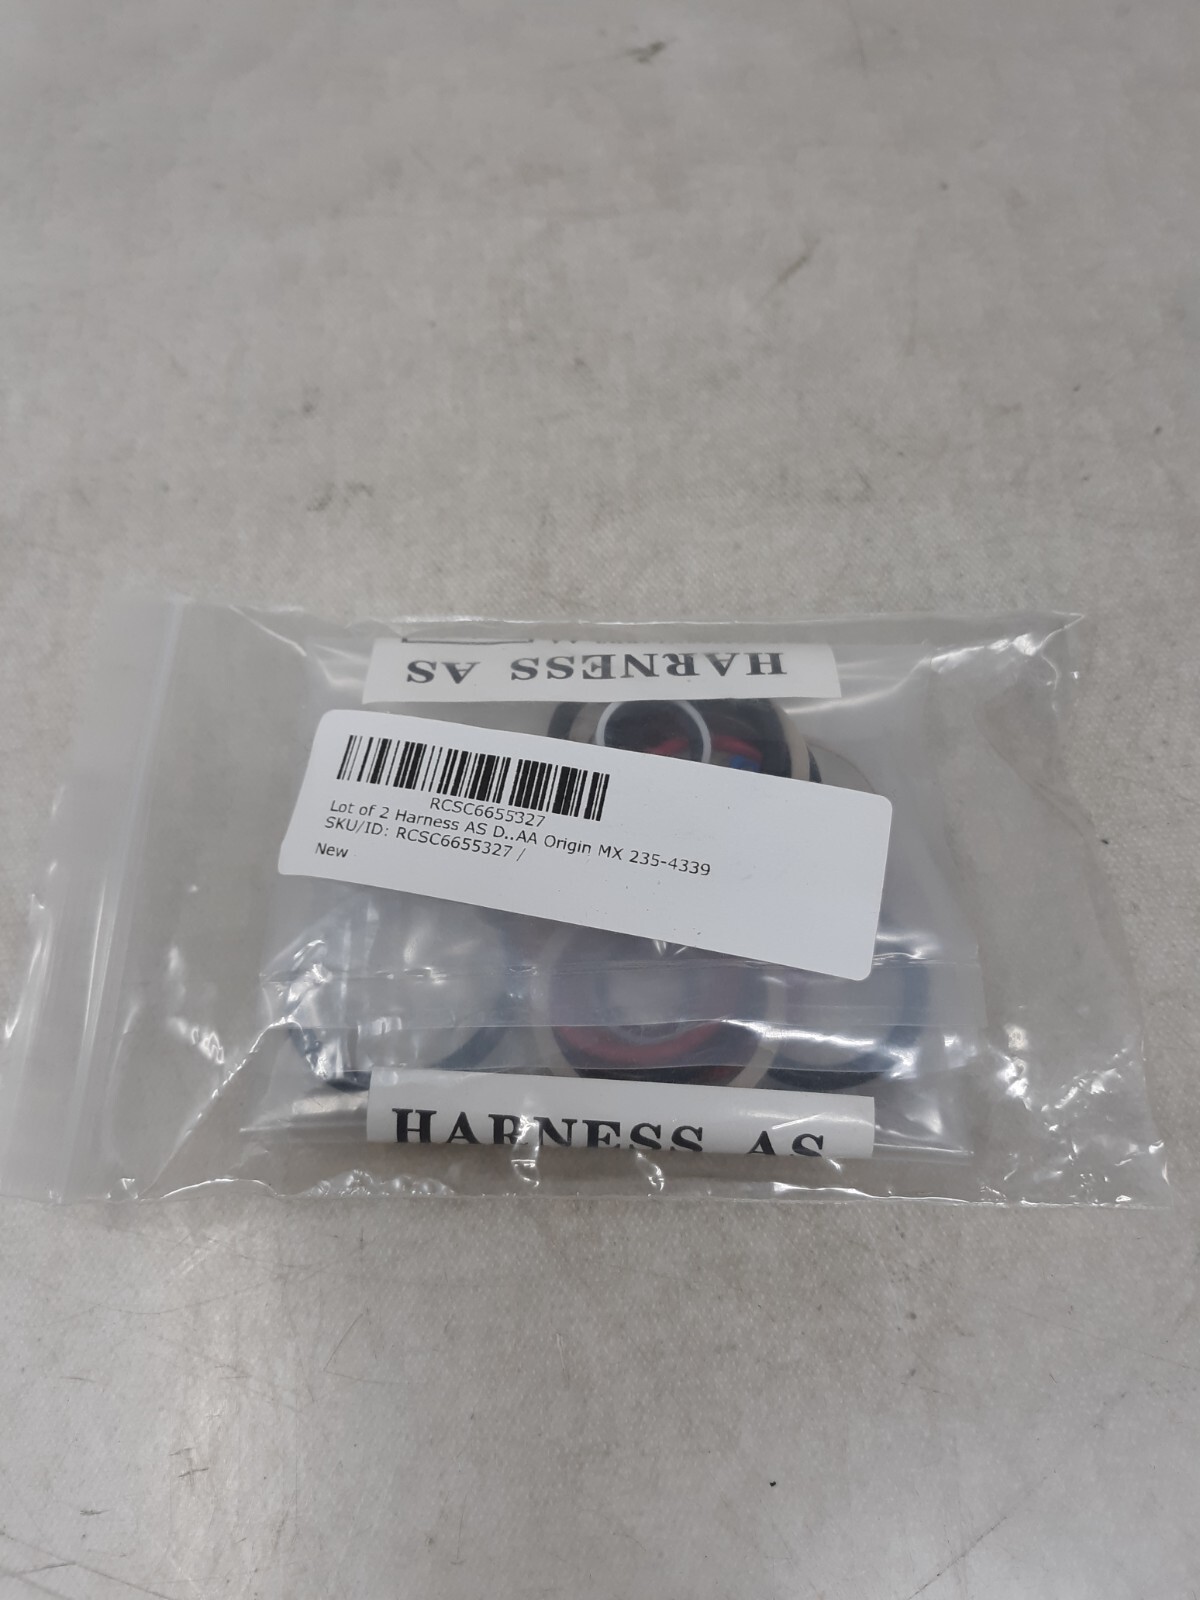 HARNESS AS
RCSC6655327
Lot of 2 Harness AS D..AA Origin MX 235-4339
SKU/ID: RCSC6655327 /
New
HARNESS AS